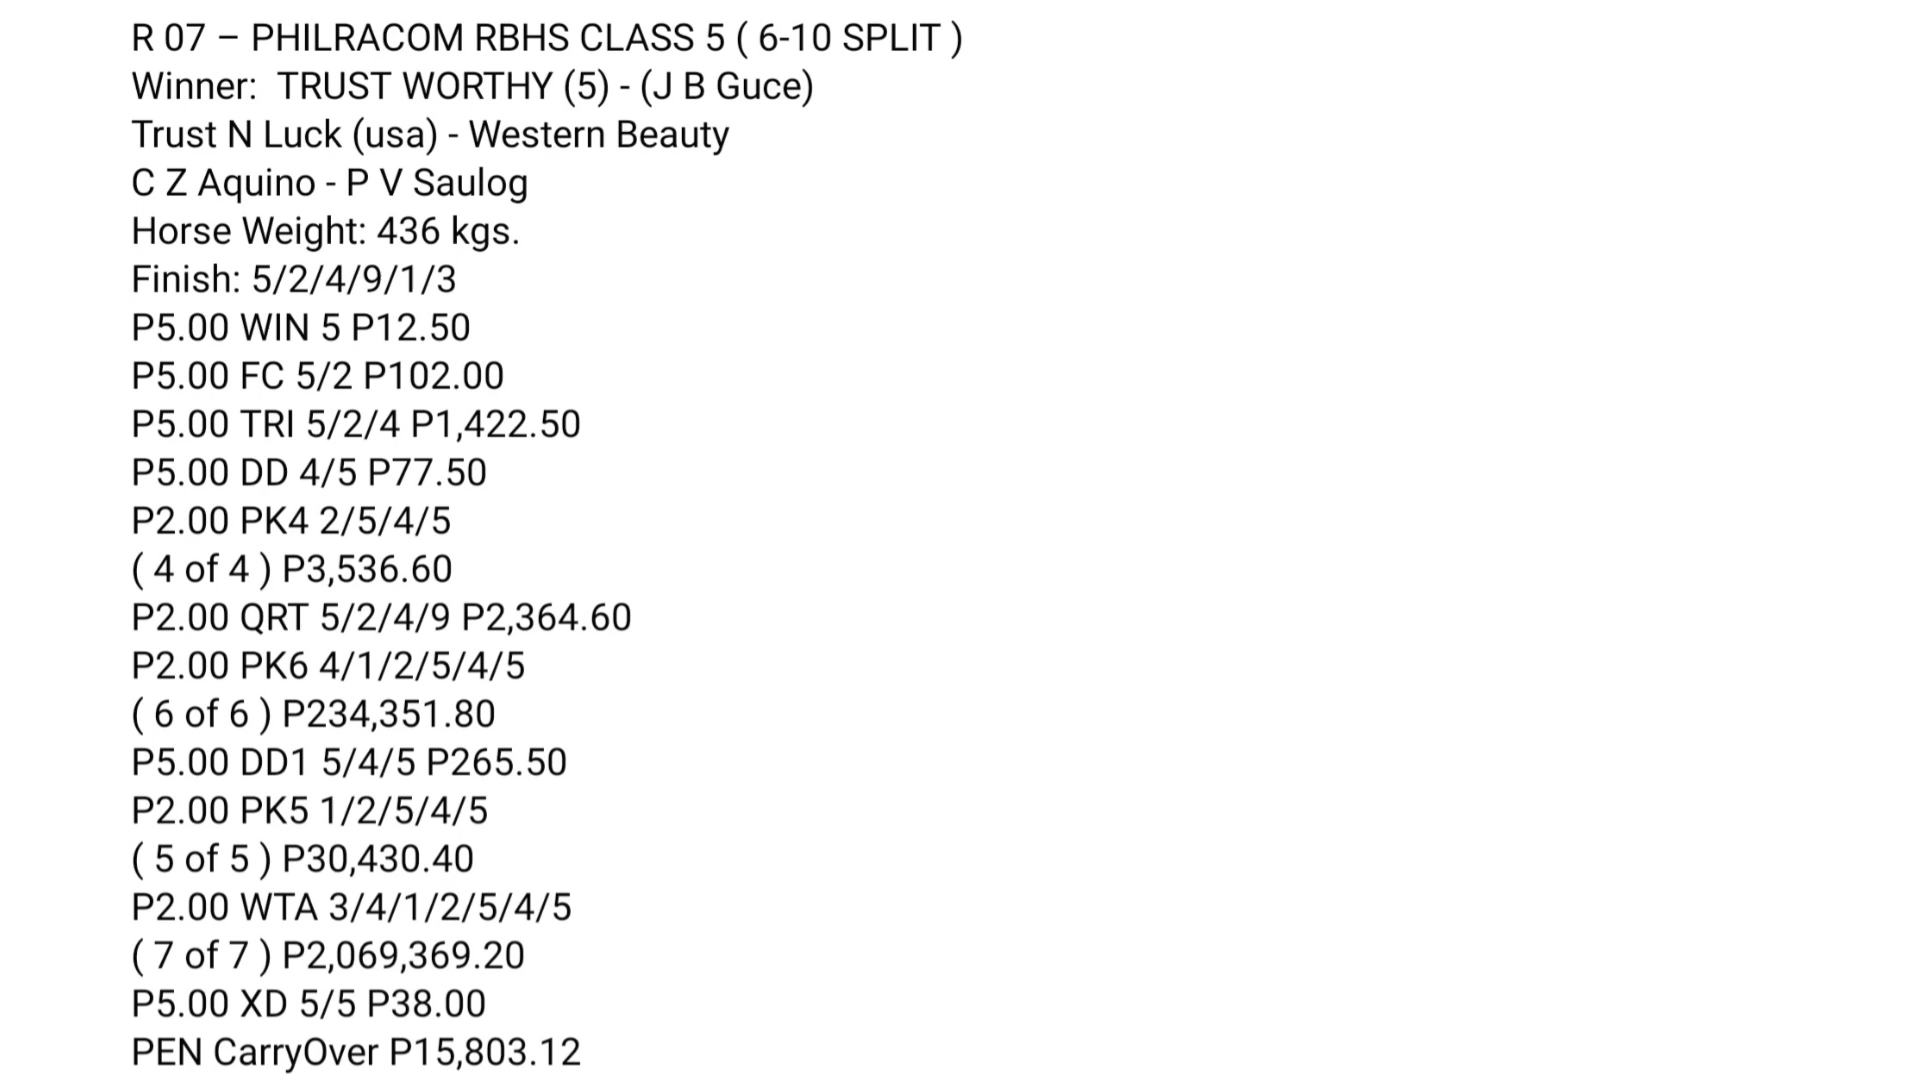 R 07 – PHILRACOM RBHS CLASS 5 ( 6-10 SPLIT )
Winner:  TRUST WORTHY (5) - (J B Guce)
Trust N Luck (usa) - Western Beauty
C Z Aquino - P V Saulog
Horse Weight: 436 kgs.
Finish: 5/2/4/9/1/3
P5.00 WIN 5 P12.50
P5.00 FC 5/2 P102.00
P5.00 TRI 5/2/4 P1,422.50
P5.00 DD 4/5 P77.50
P2.00 PK4 2/5/4/5
( 4 of 4 ) P3,536.60
P2.00 QRT 5/2/4/9 P2,364.60
P2.00 PK6 4/1/2/5/4/5
( 6 of 6 ) P234,351.80
P5.00 DD1 5/4/5 P265.50
P2.00 PK5 1/2/5/4/5
( 5 of 5 ) P30,430.40
P2.00 WTA 3/4/1/2/5/4/5
( 7 of 7 ) P2,069,369.20
P5.00 XD 5/5 P38.00
PEN CarryOver P15,803.12